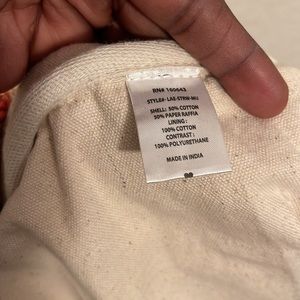 RN# 160643
STYLE#: LAE-STRW-MU
SHELL: 50% COTTON
50% PAPER RAFFIA
LINING :
100% COTTON
CONTRAST :
100% POLYURETHANE
MADE IN INDIA